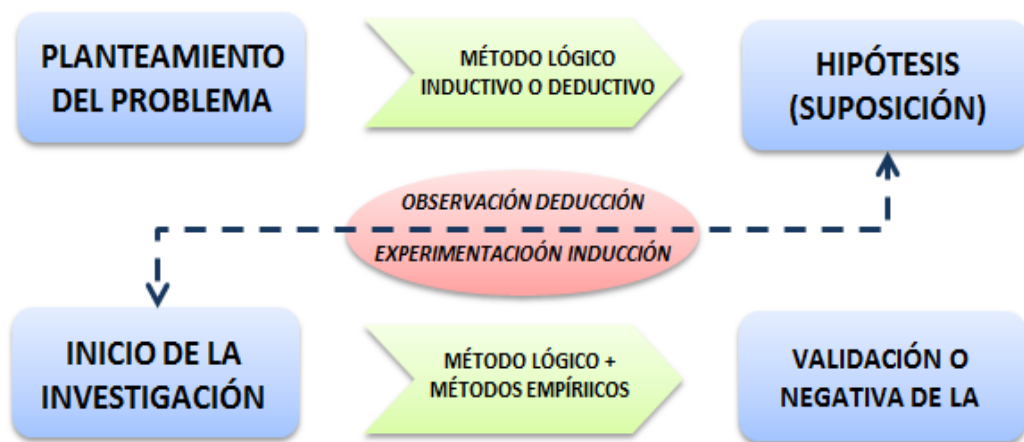 PLANTEAMIENTO
DEL PROBLEMA
MÉTODO LÓGICO
INDUCTIVO O DEDUCTIVO
HIPÓTESIS
(SUPOSICIÓN)
OBSERVACIÓN DEDUCCIÓN
EXPERIMENTACIOÓN INDUCCIÓN
INICIO DE LA
INVESTIGACIÓN
MÉTODO LÓGICO +
MÉTODOS EMPÍRIICOS
VALIDACIÓN O
NEGATIVA DE LA